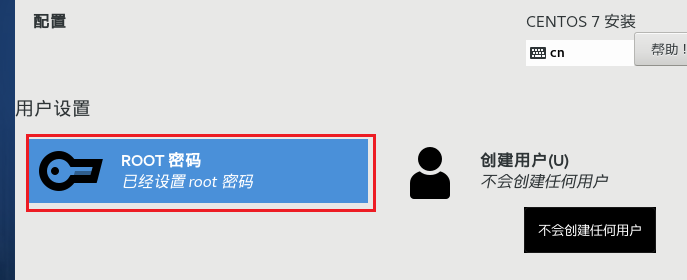 配置
CENTOS 7 安装
cn
帮助！
用户设置
ROOT 密码
已经设置 root 密码
创建用户(U)
不会创建任何用户
不会创建任何用户